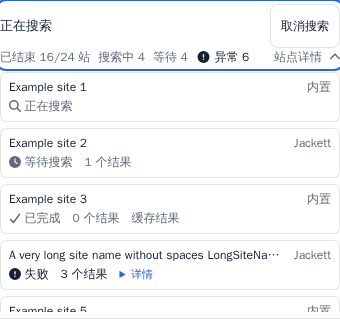 正在搜索
取消搜索
已结束 16/24 站 搜索中 4 等待 4 异常 6 站点详情
Example site 1 内置
正在搜索
Example site 2 Jackett
等待搜索 1 个结果
Example site 3 内置
已完成 0 个结果 缓存结果
A very long site name without spaces LongSiteNa··· Jackett
失败 3 个结果 详情
Example site 5 内置